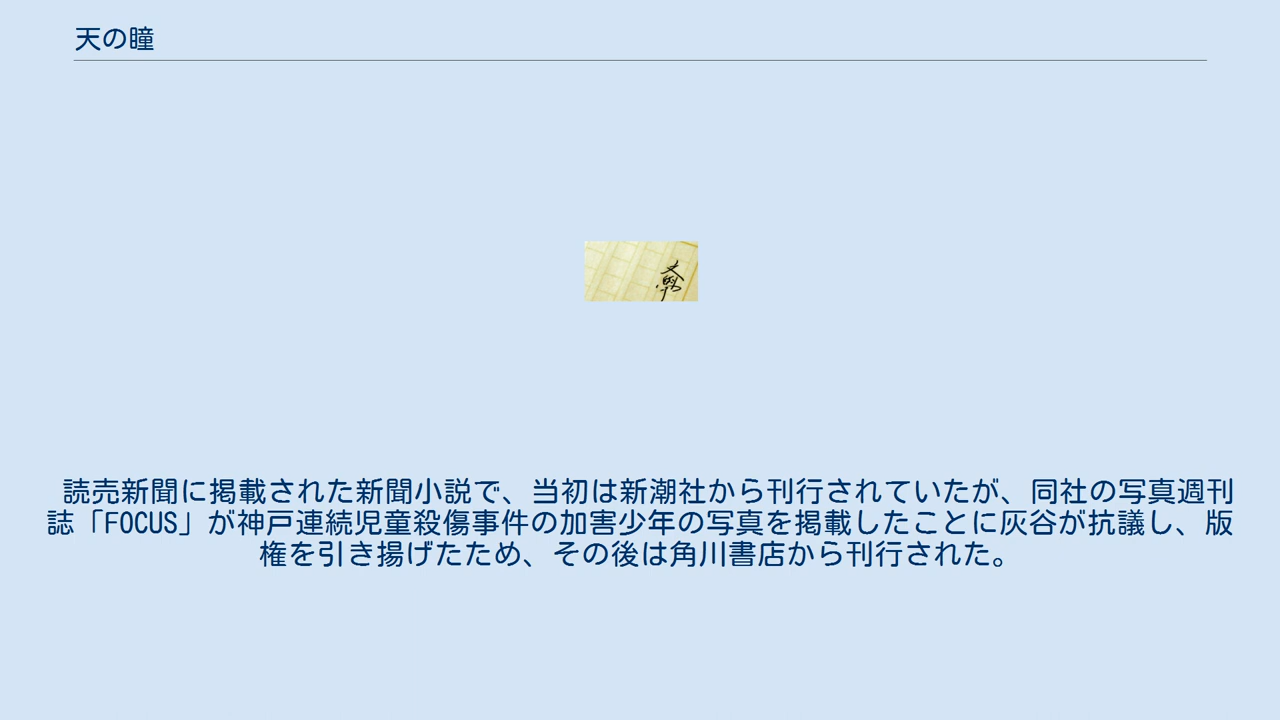 天の瞳
読売新聞に掲載された新聞小説で、当初は新潮社から刊行されていたが、同社の写真週刊
誌「FOCUS」が神戸連続児童殺傷事件の加害少年の写真を掲載したことに灰谷が抗議し、版
権を引き揚げたため、その後は角川書店から刊行された。